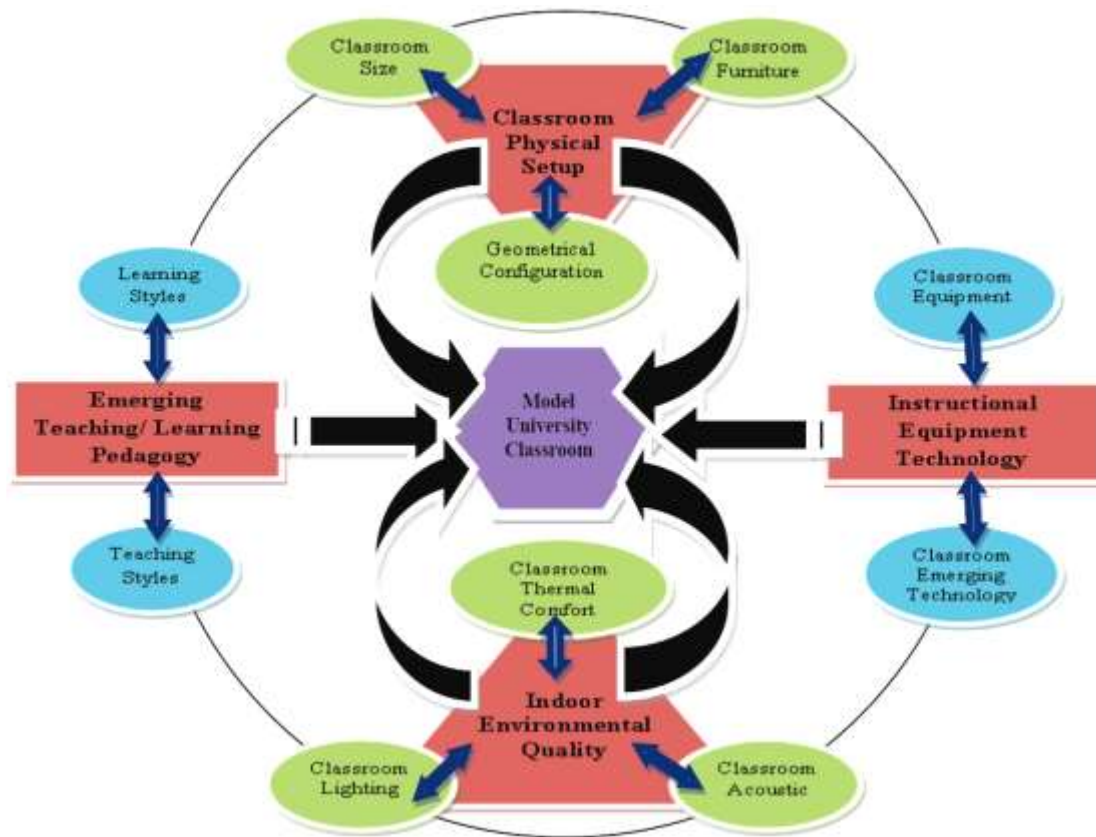 Classroom
Size
Classroom
Furniture
Classroom
Physical
Setup
Geometrical
Configuration
Learning
Styles
Classroom
Equipment
Emerging
Teaching/ Learning
Pedagogy
Model
University
Classroom
Instructional
Equipment
Technology
Teaching
Styles
Classroom
Thermal
Comfort
Classroom
Emerging
Technology
Indoor
Environmental
Quality
Classroom
Lighting
Classroom
Acoustic